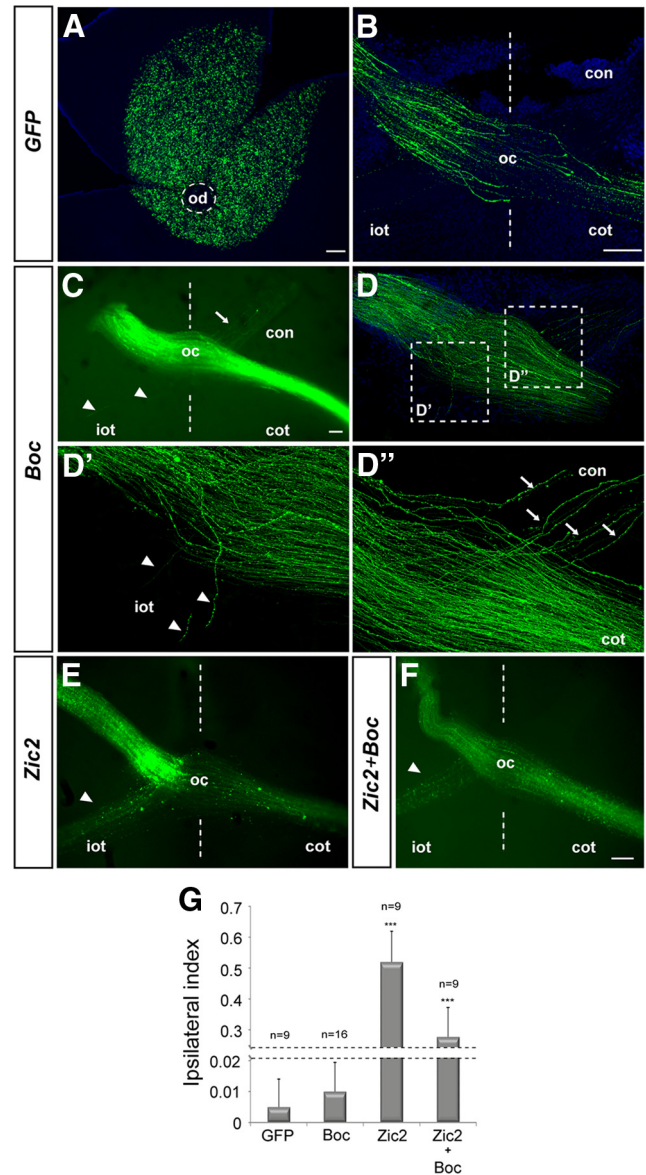 A
B
GFP
od
con
oc
iot
cot
C
D
Boc
con
oc
iot
cot
D'
D''
D'
D''
con
iot
cot
E
F
Zic2
Zic2+Boc
oc
iot
cot
oc
iot
cot
G
Ipsilateral index
0.7
0.6
0.5
0.4
0.3
0.02
0.01
0
n=9
n=16
n=9
***
n=9
***
GFP
Boc
Zic2
Zic2
+
Boc